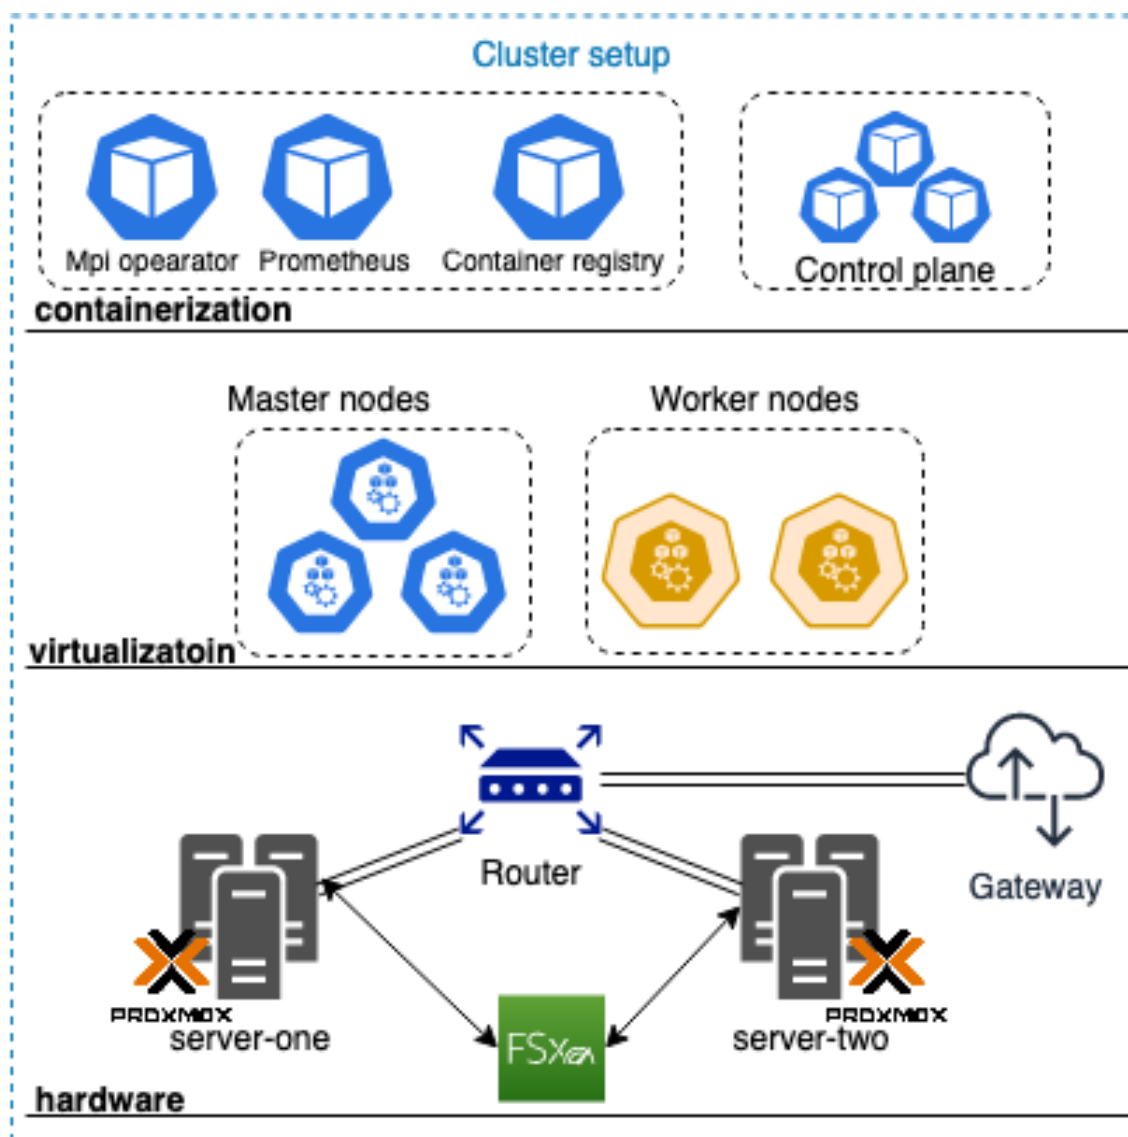 Cluster setup
Mpi opearator
Prometheus
Container registry
Control plane
containerization
Master nodes
Worker nodes
virtualizatoin
Router
Gateway
PROXMOX
server-one
FSx
PROXMOX
server-two
hardware